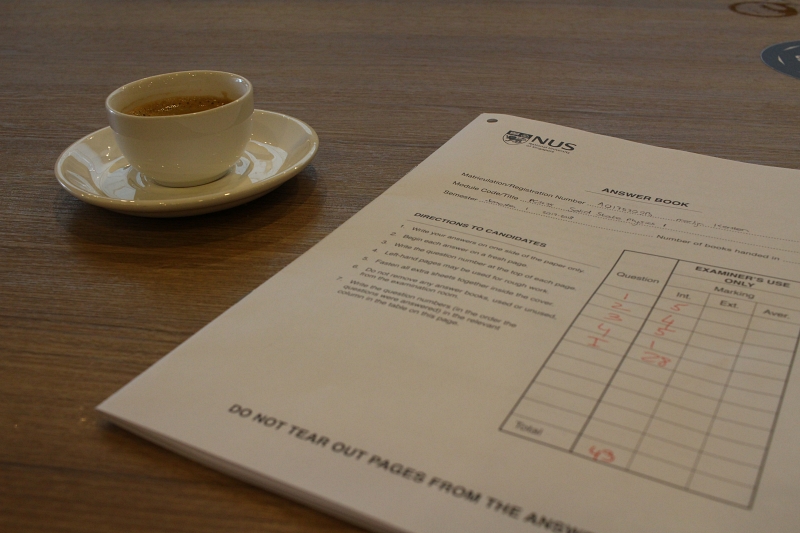 NUS
ANSWER BOOK
Matriculation/Registration Number
Module Code/Title Solid State Physics I
Semester
Number of books handed in
DIRECTIONS TO CANDIDATES
1. Write your answers on one side of the paper only.
2. Begin each answer on a fresh page.
3. Write the question number at the top of each page.
4. Left-hand pages may be used for rough work.
5. Fasten all extra sheets together inside the cover.
6. Do not remove any answer books, used or unused,
from the examination room.
7. Write the question numbers (in the order the
questions were answered) in the relevant
column in the table on this page.
Question
EXAMINER'S USE
ONLY
Marking
Int. Ext. Aver.
1 5
2 4
3 5
4 1
I 28
Total 43
DO NOT TEAR OUT PAGES FROM THE ANSW